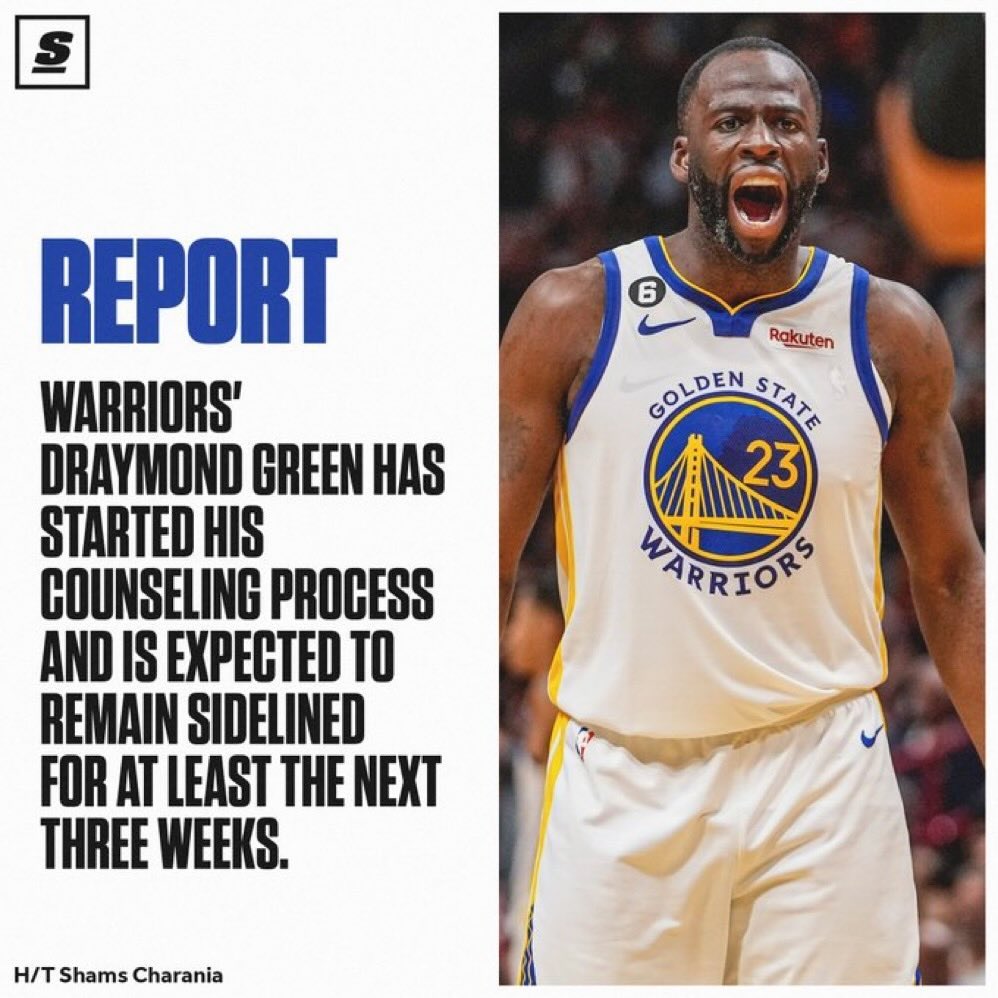 S
REPORT
WARRIORS'
DRAYMOND GREEN HAS
STARTED HIS
COUNSELING PROCESS
AND IS EXPECTED TO
REMAIN SIDELINED
FOR AT LEAST THE NEXT
THREE WEEKS.
H/T Shams Charania
6
Rakuten
GOLDEN STATE
23
WARRIORS